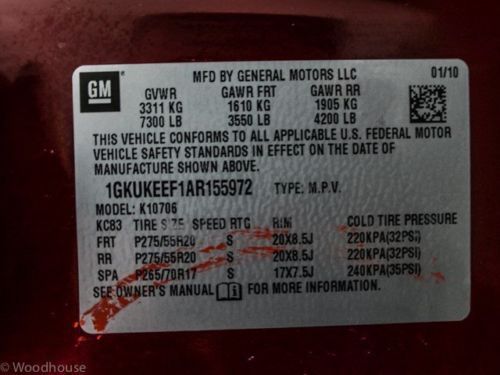 GM
MFD BY GENERAL MOTORS LLC 01/10
GVWR GAWR FRT GAWR RR
3311 KG 1610 KG 1905 KG
7300 LB 3550 LB 4200 LB
THIS VEHICLE CONFORMS TO ALL APPLICABLE U.S. FEDERAL MOTOR
VEHICLE SAFETY STANDARDS IN EFFECT ON THE DATE OF
MANUFACTURE SHOWN ABOVE.
1GKUKEEF1AR155972 TYPE: M.P.V.
MODEL: K10706
KC83 TIRE SIZE SPEED RTG RIM COLD TIRE PRESSURE
FRT P275/55R20 S 20X8.5J 220KPA(32PSI)
RR P275/55R20 S 20X8.5J 220KPA(32PSI)
SPA P265/70R17 S 17X7.5J 240KPA(35PSI)
SEE OWNER'S MANUAL FOR MORE INFORMATION.
© Woodhouse